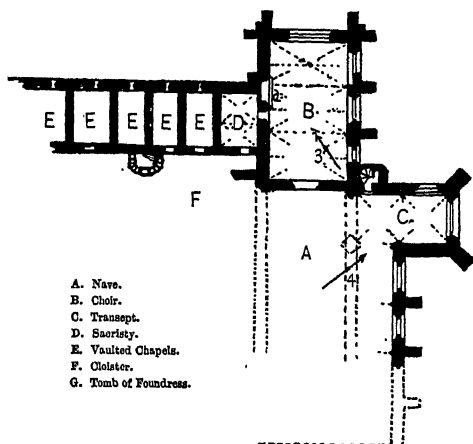 E E E E E D
B
3
F
C
A
4
A. Nave.
B. Choir.
C. Transept.
D. Sacristy.
E. Vaulted Chapels.
F. Cloister.
G. Tomb of Foundress.